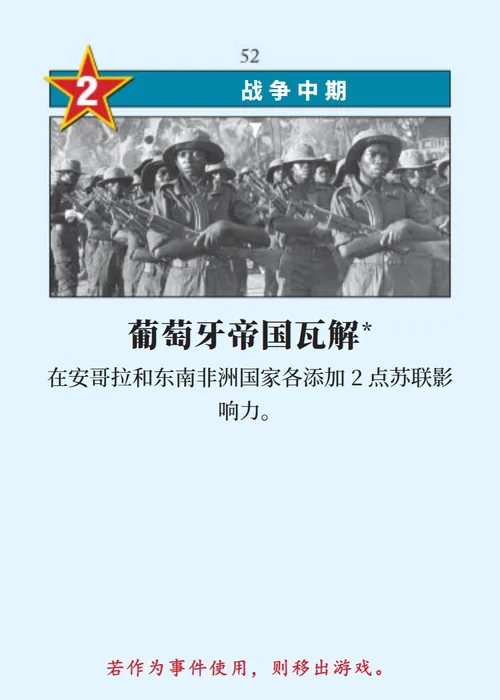 52
2
战争中期
葡萄牙帝国瓦解*
在安哥拉和东南非洲国家各添加 2 点苏联影
响力。
若作为事件使用，则移出游戏。